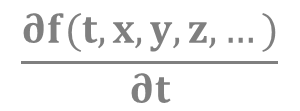 ∂f(t, x, y, z, … )
∂t